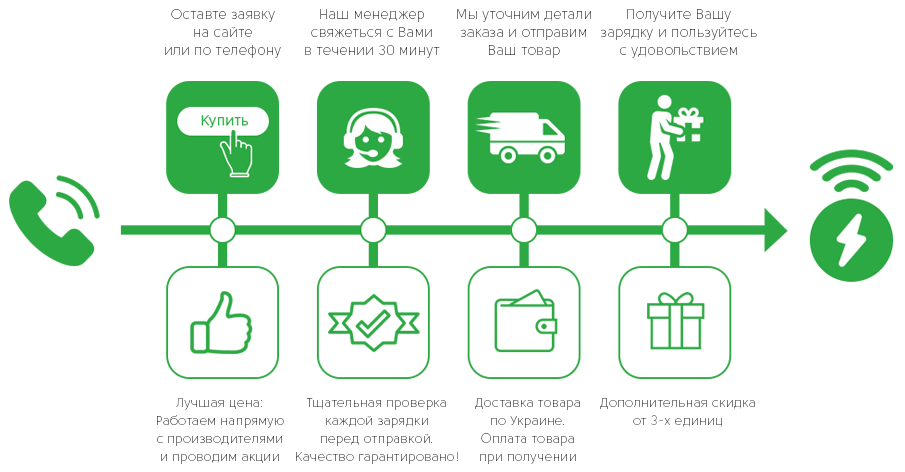 Оставте заявку
на сайте
или по телефону
Наш менеджер
свяжеться с Вами
в течении 30 минут
Мы уточним детали
заказа и отправим
Ваш товар
Получите Вашу
зарядку и пользуйтесь
с удовольствием
Купить
Лучшая цена:
Работаем напрямую
с производителями
и проводим акции
Тщательная проверка
каждой зарядки
перед отправкой.
Качество гарантировано!
Доставка товара
по Украине.
Оплата товара
при получении
Дополнительная скидка
от 3-х единиц